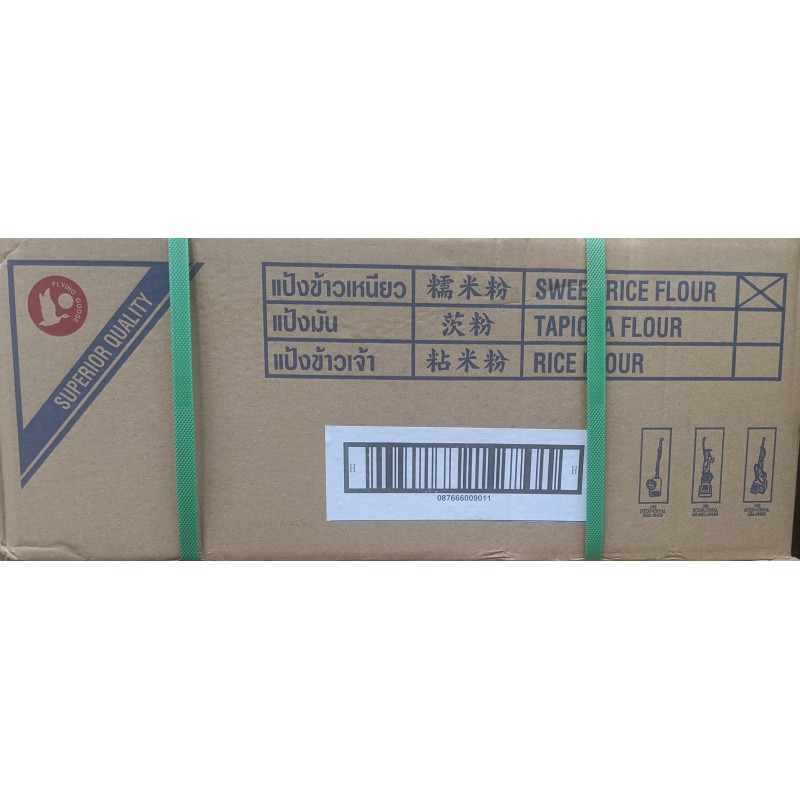 FLYING GOOSE
SUPERIOR QUALITY
แป้งข้าวเหนียว 糯米粉 SWEET RICE FLOUR
แป้งมัน 茨粉 TAPIOCA FLOUR
แป้งข้าวเจ้า 粘米粉 RICE FLOUR
H H
087666009011